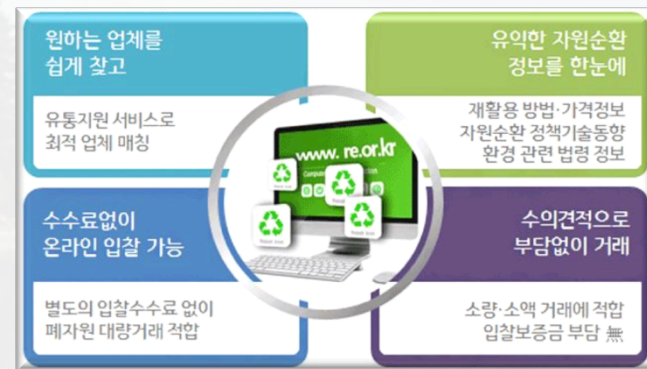 원하는 업체를
쉽게 찾고
유통지원 서비스로
최적 업체 매칭
유익한 자원순환
정보를 한눈에
재활용 방법·가격정보
자원순환 정책기술동향
환경 관련 법령 정보
www. re.or.kr
수수료없이
온라인 입찰 가능
별도의 입찰수수료 없이
폐자원 대량거래 적합
수의견적으로
부담없이 거래
소량·소액 거래에 적합
입찰보증금 부담 無